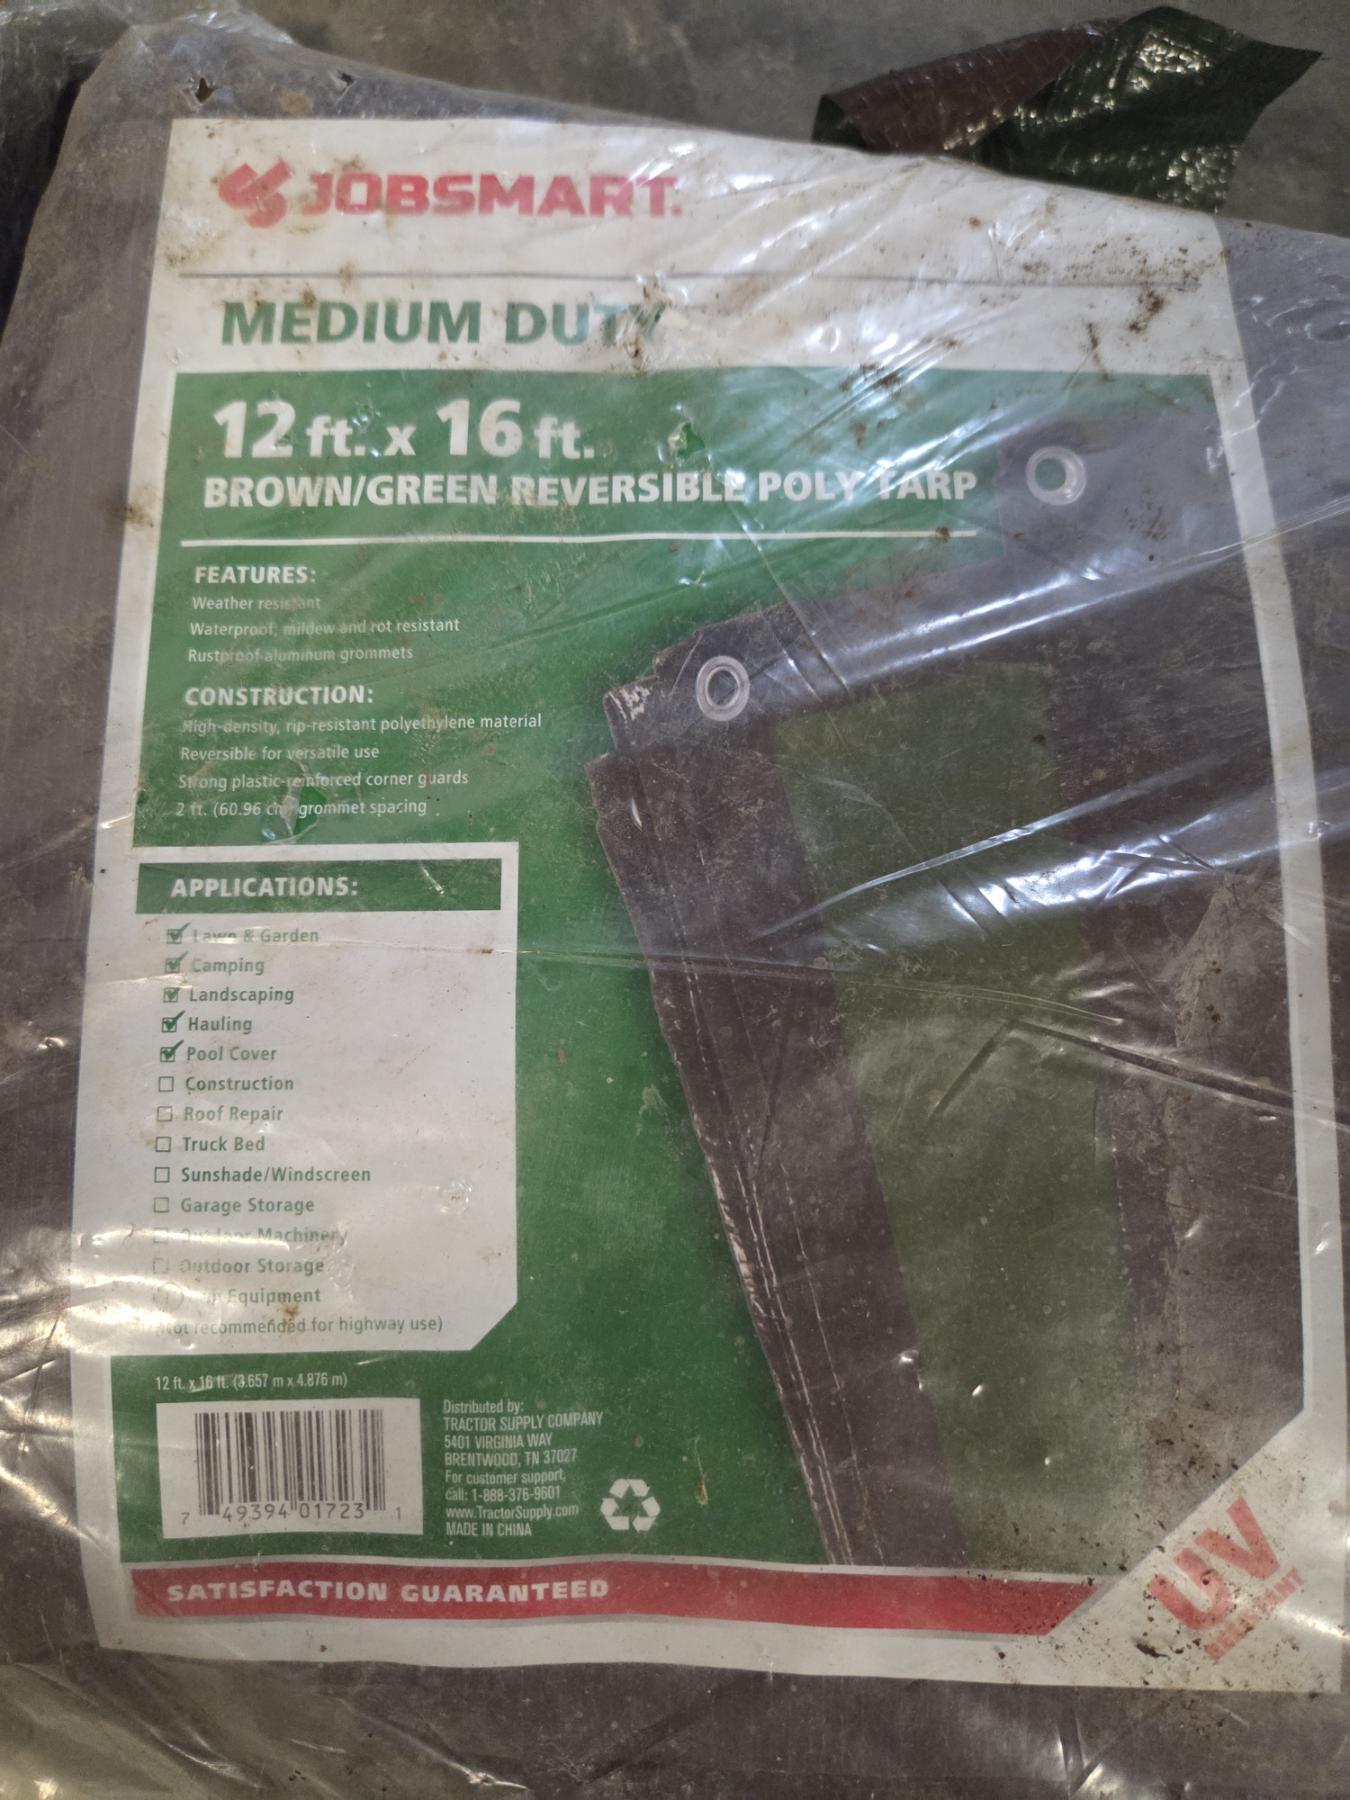 JOBSMART.
MEDIUM DUTY
12 ft. x 16 ft.
BROWN/GREEN REVERSIBLE POLY TARP
FEATURES:
Weather resistant
Waterproof, mildew and rot resistant
Rustproof aluminum grommets
CONSTRUCTION:
High-density, rip-resistant polyethylene material
Reversible for versatile use
Strong plastic-reinforced corner guards
2 ft. (60.96 cm) grommet spacing
APPLICATIONS:
Lawn & Garden
Camping
Landscaping
Hauling
Pool Cover
Construction
Roof Repair
Truck Bed
Sunshade/Windscreen
Garage Storage
Outdoor Machinery
Outdoor Storage
Equipment
(Not recommended for highway use)
12 ft. x 16 ft. (3.657 m x 4.876 m)
7 49394 01723 1
Distributed by:
TRACTOR SUPPLY COMPANY
5401 VIRGINIA WAY
BRENTWOOD, TN 37027
For customer support,
call: 1-888-376-9601
www.TractorSupply.com
MADE IN CHINA
SATISFACTION GUARANTEED
UV
RESISTANT